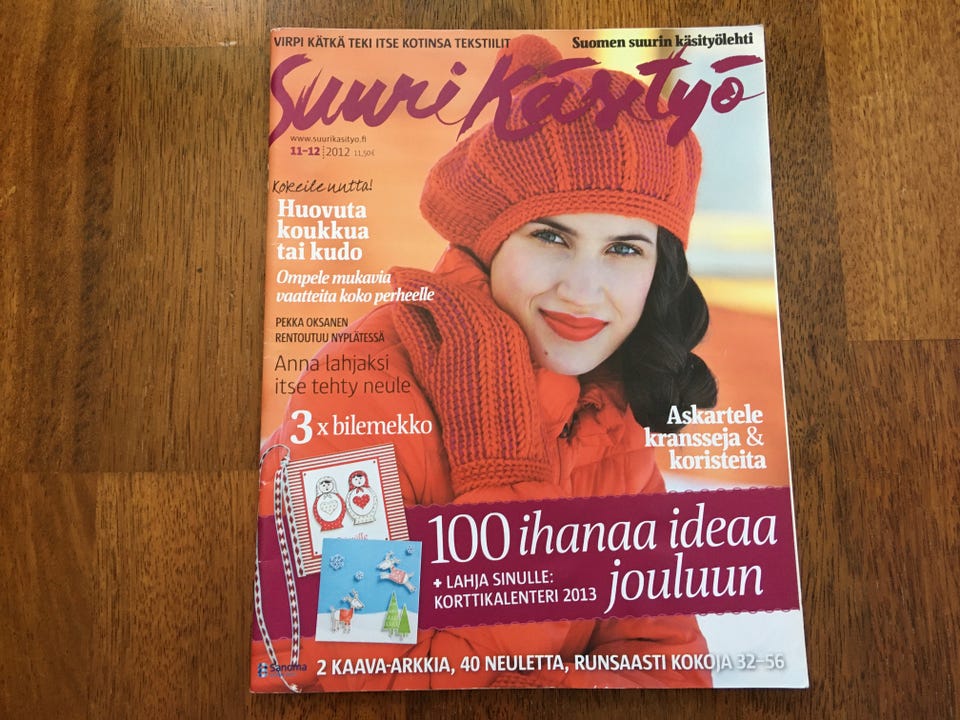 VIRPI KÄTKÄ TEKI ITSE KOTINSA TEKSTIILIT
Suomen suurin käsityölehti
Suuri Käsityö
www.suurikasityo.fi
11–12 2012 11,50€
Kokeile uutta!
Huovuta
koukkua
tai kudo
Ompele mukavia
vaatteita koko perheelle
PEKKA OKSANEN
RENTOUTUU NYPLÄTESSÄ
Anna lahjaksi
itse tehty neule
3 x bilemekko
Askartele
kransseja &
koristeita
100 ihanaa ideaa
jouluun
+ LAHJA SINULLE:
KORTTIKALENTERI 2013
Sanoma
2 KAAVA-ARKKIA, 40 NEULETTA, RUNSAASTI KOKOJA 32–56